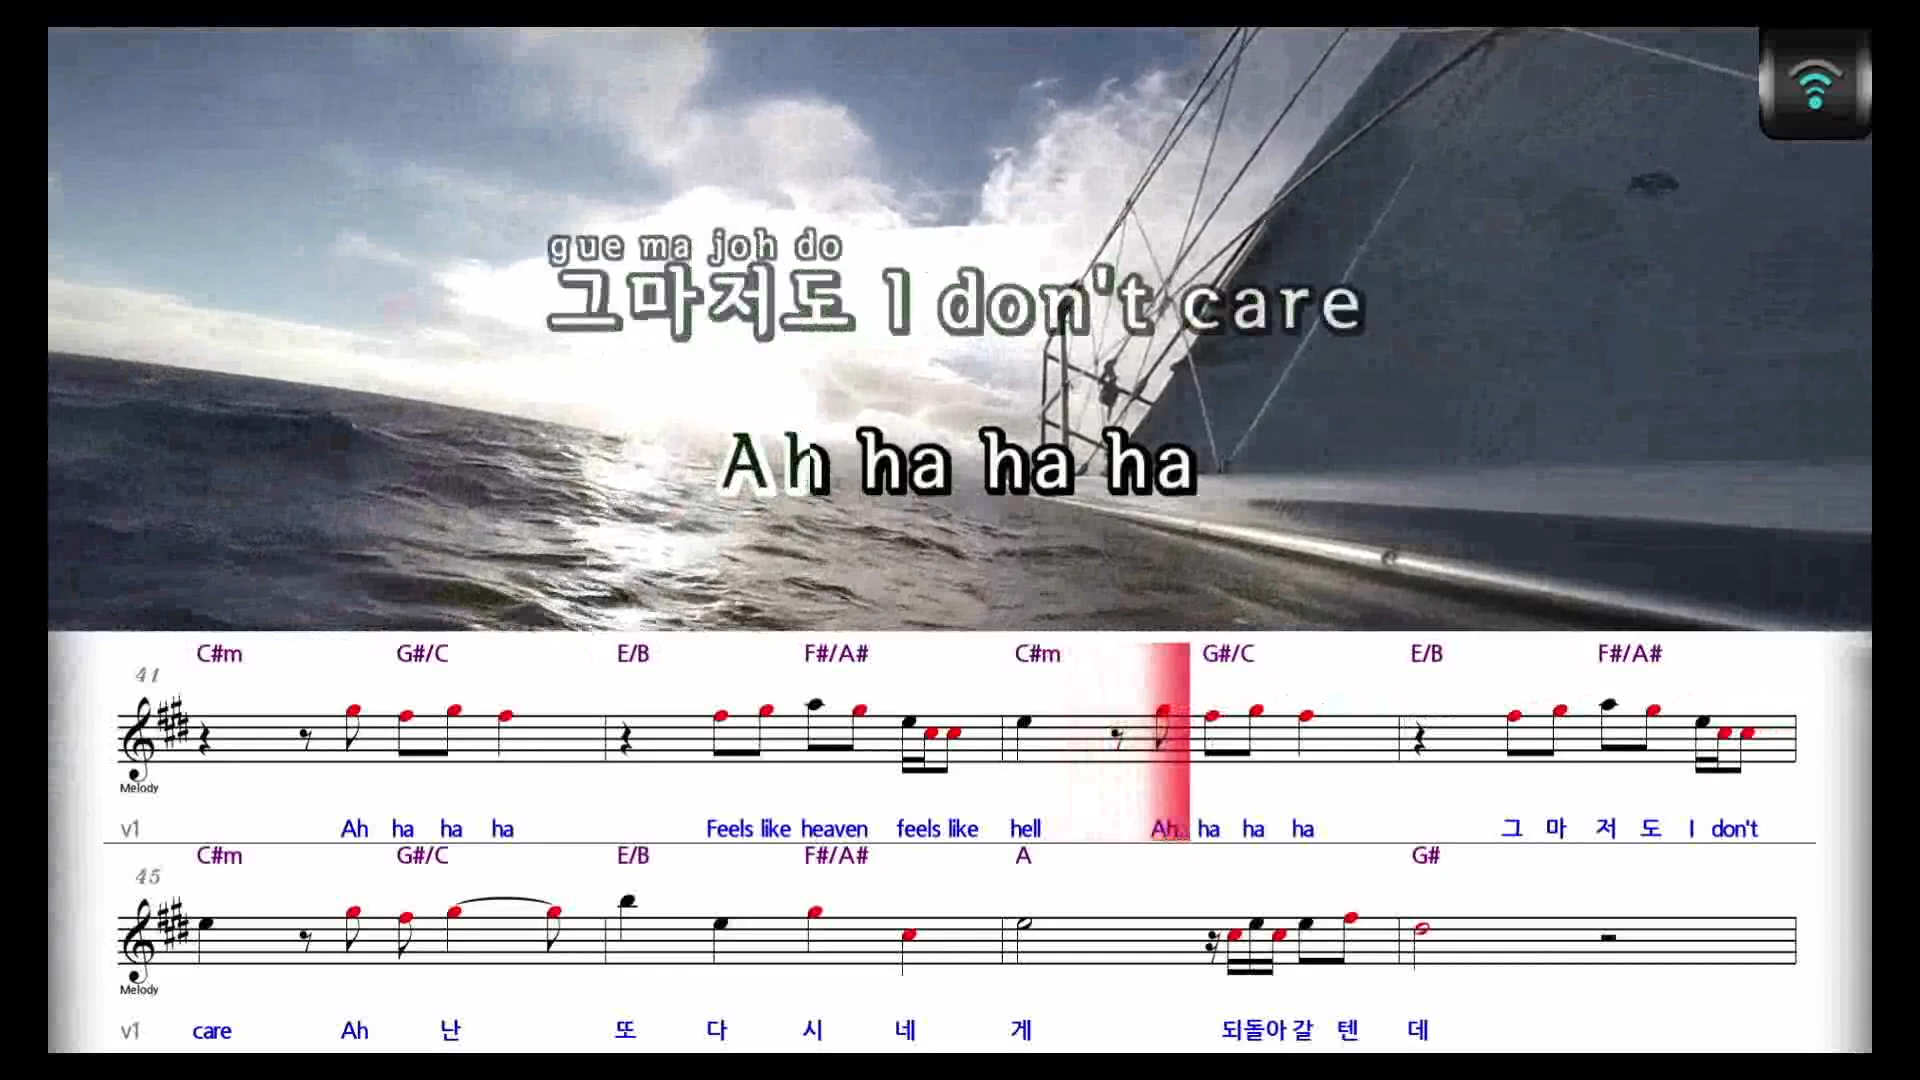 gue ma joh do
그마저도 I don't care
Ah ha ha ha
C#m G#/C E/B F#/A# C#m G#/C E/B F#/A#
41
Melody
v1 Ah ha ha ha Feels like heaven feels like hell Ah ha ha ha 그 마 저 도 I don't
C#m G#/C E/B F#/A# A G#
45
Melody
v1 care Ah 난 또 다 시 네 게 되돌아 갈 텐 데